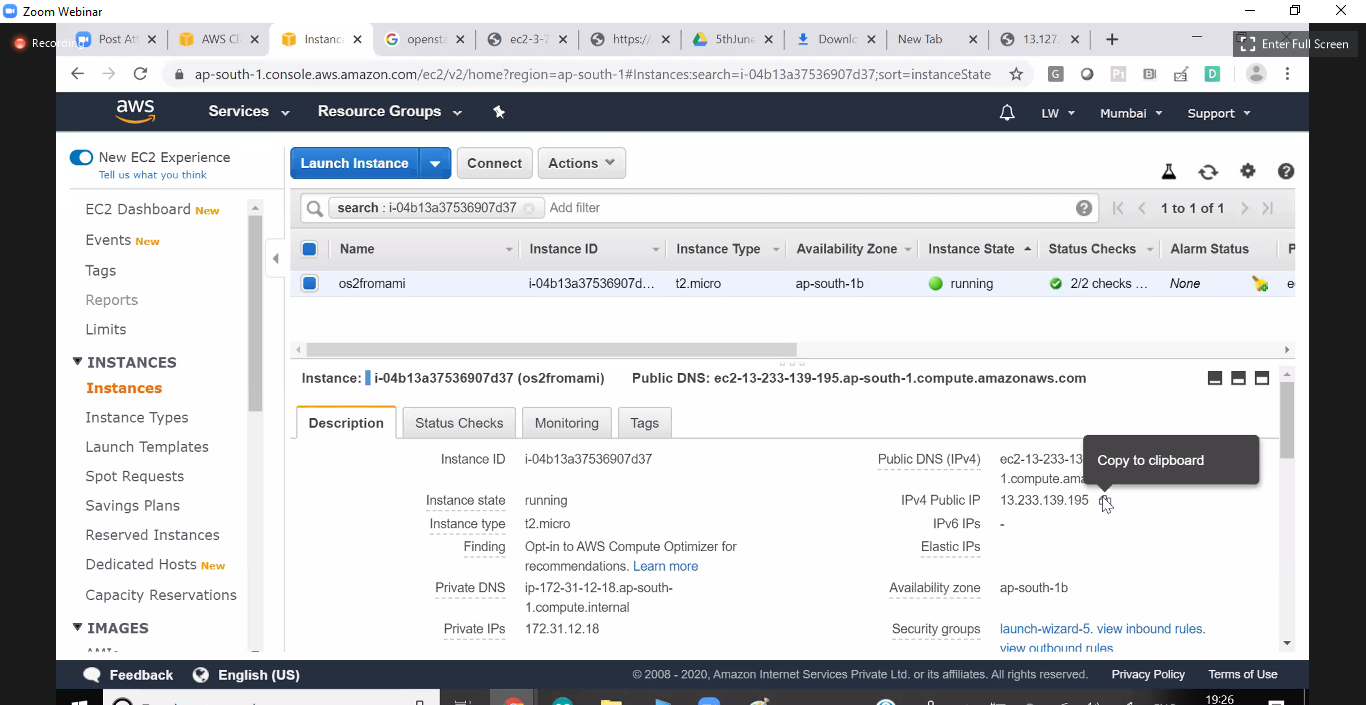 Zoom Webinar
Recording
Post Att
AWS Cl
Instance
opensta
ec2-3-7
https:/
5thJune
Downlo
New Tab
13.127.
Enter Full Screen
ap-south-1.console.aws.amazon.com/ec2/v2/home?region=ap-south-1#Instances:search=i-04b13a37536907d37;sort=instanceState
aws
Services
Resource Groups
LW
Mumbai
Support
New EC2 Experience
Tell us what you think
Launch Instance
Connect
Actions
EC2 Dashboard New
Events New
Tags
Reports
Limits
INSTANCES
Instances
Instance Types
Launch Templates
Spot Requests
Savings Plans
Reserved Instances
Dedicated Hosts New
Capacity Reservations
IMAGES
AMIs
search : i-04b13a37536907d37
Add filter
1 to 1 of 1
Name Instance ID Instance Type Availability Zone Instance State Status Checks Alarm Status P
os2fromami i-04b13a37536907d... t2.micro ap-south-1b running 2/2 checks ... None e
Instance: i-04b13a37536907d37 (os2fromami) Public DNS: ec2-13-233-139-195.ap-south-1.compute.amazonaws.com
Description Status Checks Monitoring Tags
Instance ID i-04b13a37536907d37
Instance state running
Instance type t2.micro
Finding Opt-in to AWS Compute Optimizer for
recommendations. Learn more
Private DNS ip-172-31-12-18.ap-south-
1.compute.internal
Private IPs 172.31.12.18
Public DNS (IPv4) ec2-13-233-13
1.compute.ama
Copy to clipboard
IPv4 Public IP 13.233.139.195
IPv6 IPs -
Elastic IPs
Availability zone ap-south-1b
Security groups launch-wizard-5. view inbound rules.
view outbound rules
Feedback
English (US)
© 2008 - 2020, Amazon Internet Services Private Ltd. or its affiliates. All rights reserved.
Privacy Policy
Terms of Use
19:26